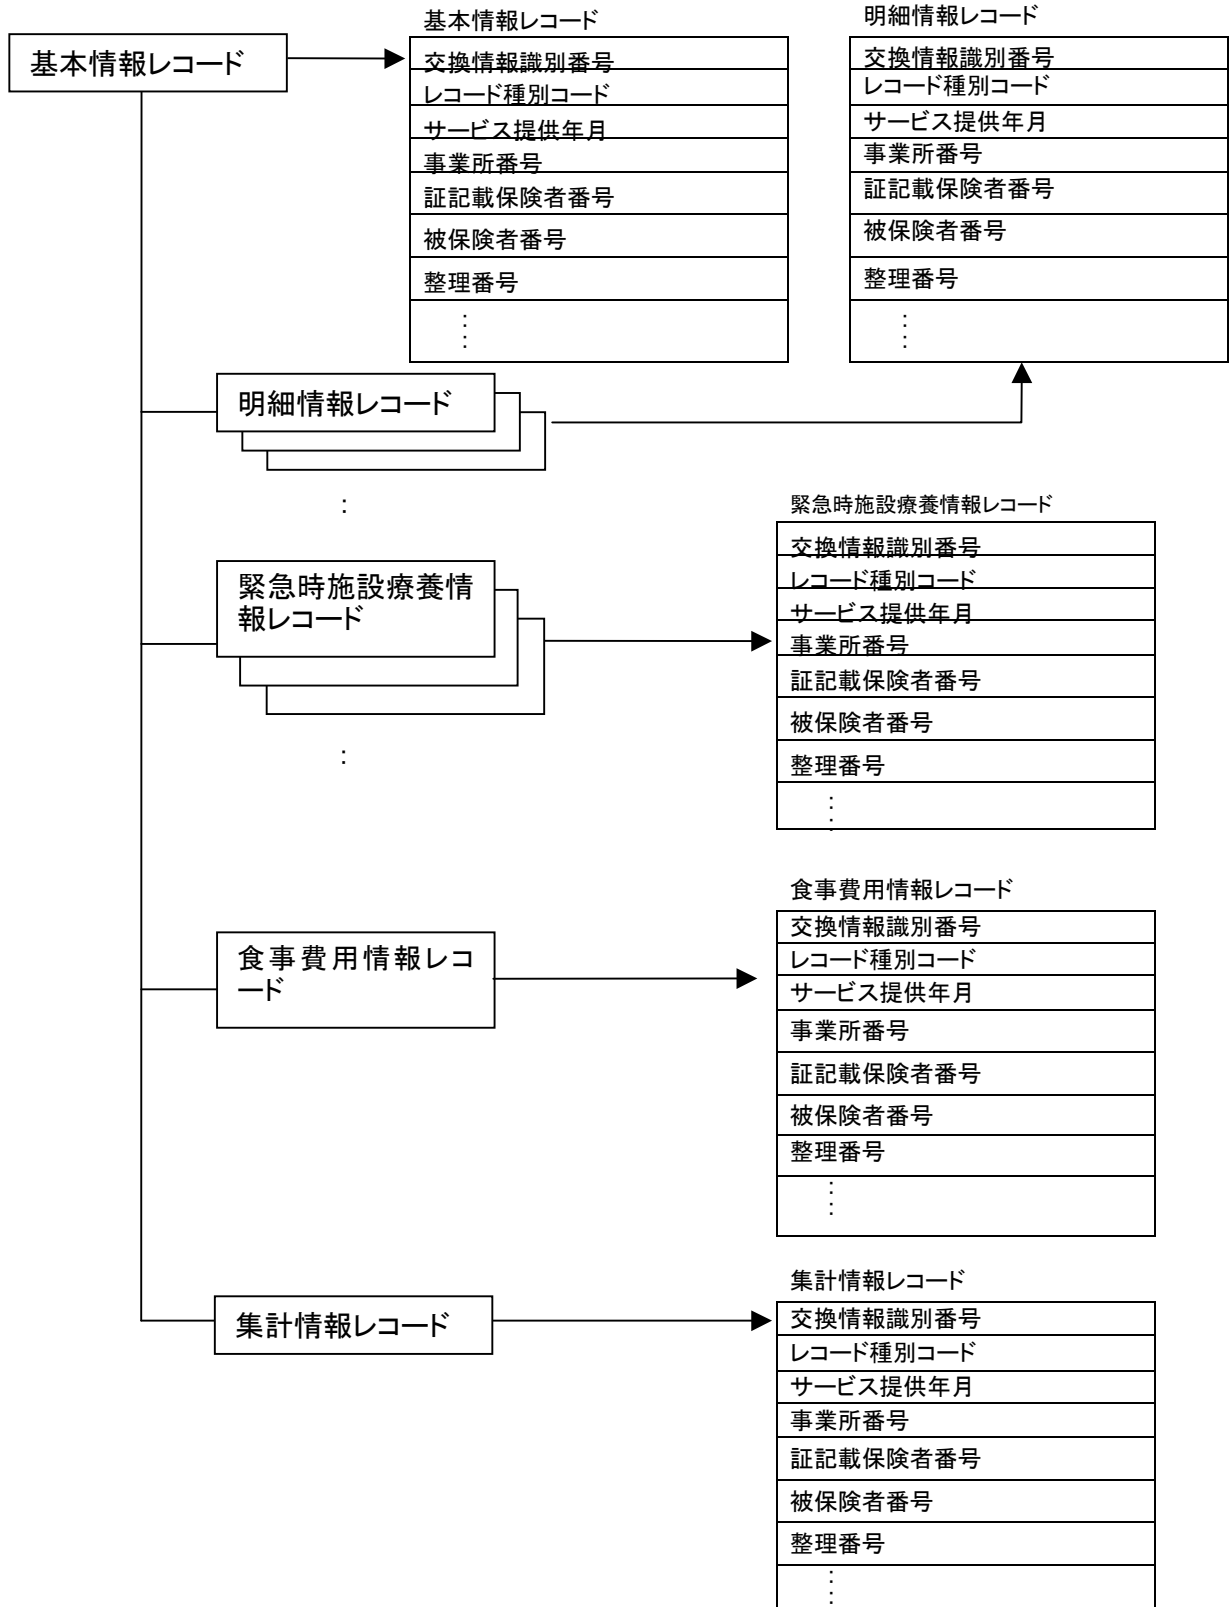 基本情報レコード
基本情報レコード
交換情報識別番号
レコード種別コード
サービス提供年月
事業所番号
証記載保険者番号
被保険者番号
整理番号
:
:
明細情報レコード
交換情報識別番号
レコード種別コード
サービス提供年月
事業所番号
証記載保険者番号
被保険者番号
整理番号
:
:
明細情報レコード
:
緊急時施設療養情
報レコード
:
緊急時施設療養情報レコード
交換情報識別番号
レコード種別コード
サービス提供年月
事業所番号
証記載保険者番号
被保険者番号
整理番号
:
:
食事費用情報レコ
ード
食事費用情報レコード
交換情報識別番号
レコード種別コード
サービス提供年月
事業所番号
証記載保険者番号
被保険者番号
整理番号
:
:
集計情報レコード
集計情報レコード
交換情報識別番号
レコード種別コード
サービス提供年月
事業所番号
証記載保険者番号
被保険者番号
整理番号
:
: